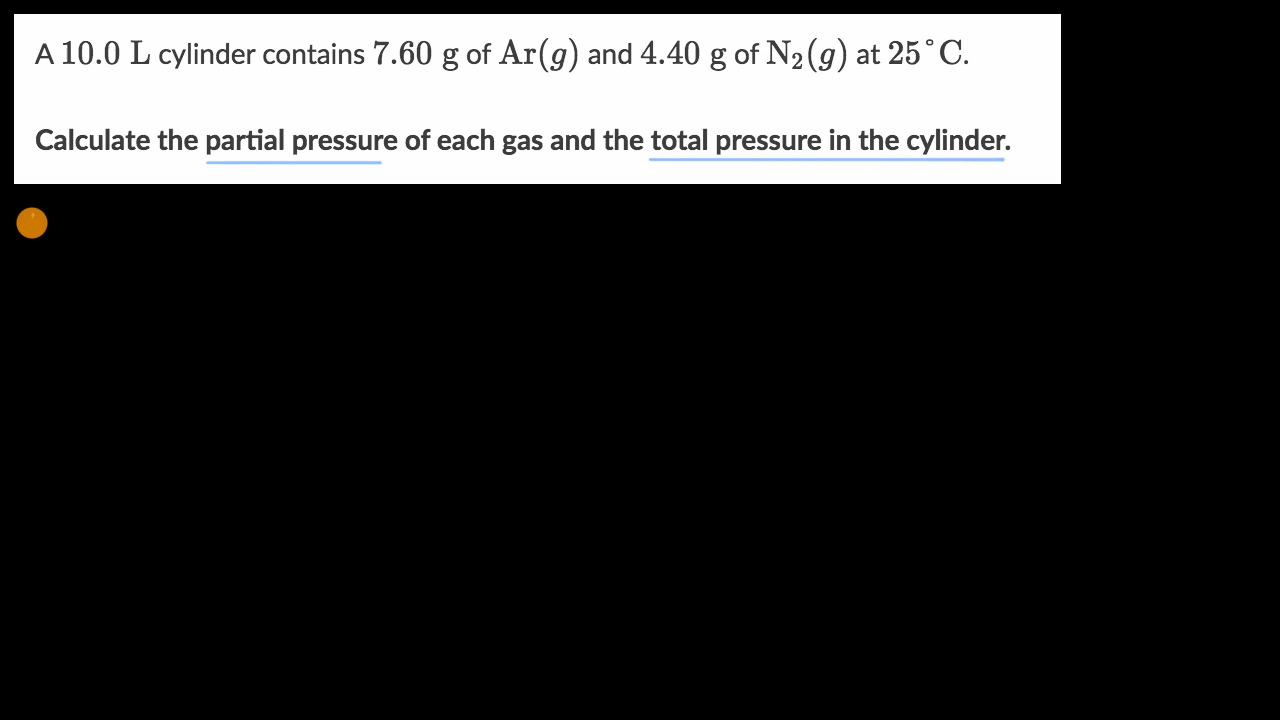 A 10.0 L cylinder contains 7.60 g of Ar(g) and 4.40 g of N₂(g) at 25°C.
Calculate the partial pressure of each gas and the total pressure in the cylinder.